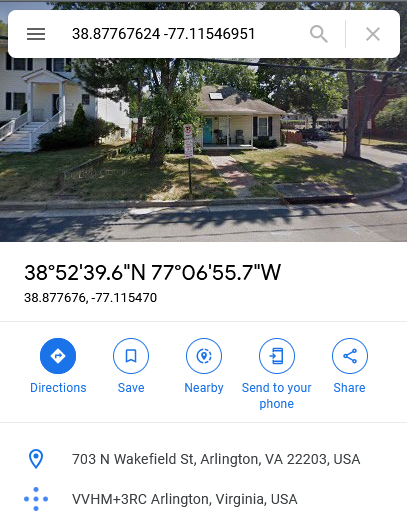 38.87767624 -77.11546951
38°52'39.6"N 77°06'55.7"W
38.877676, -77.115470
Directions
Save
Nearby
Send to your
phone
Share
703 N Wakefield St, Arlington, VA 22203, USA
VVHM+3RC Arlington, Virginia, USA